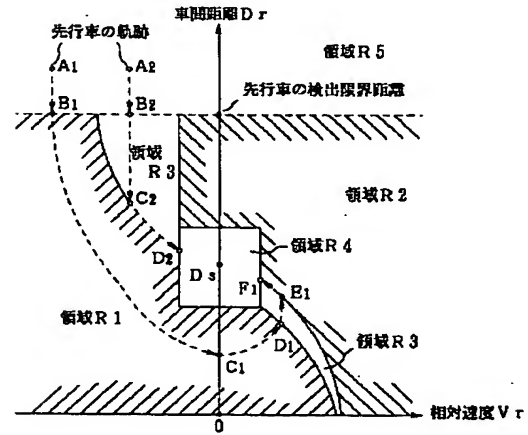 車間距離Dr
先行車の軌跡
領域R5
A1
A2
先行車の検出限界距離
B1
B2
領域
R3
領域R2
C2
領域R4
D2
Ds
F1
E1
領域R1
D1
領域R3
C1
相対速度Vr
0